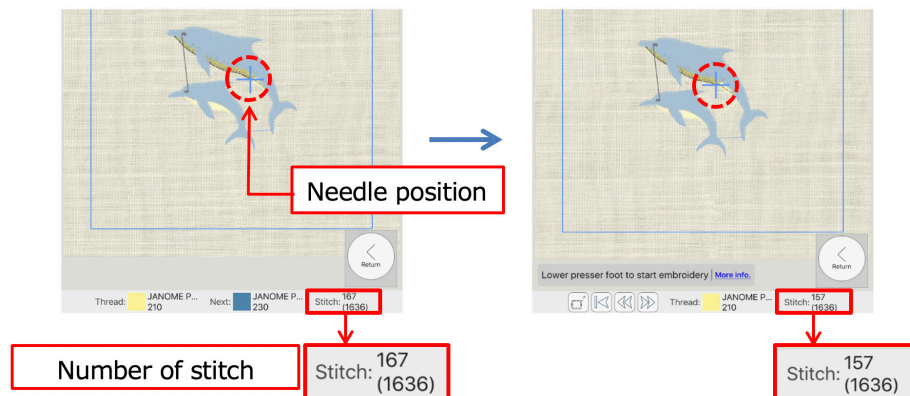 Needle position
Return
Return
Lower presser foot to start embroidery | More info.
Thread: JANOME P... 210 Next: JANOME P... 230 Stitch: 167 (1636)
Thread: JANOME P... 210 Stitch: 157 (1636)
Number of stitch
Stitch: 167 (1636)
Stitch: 157 (1636)